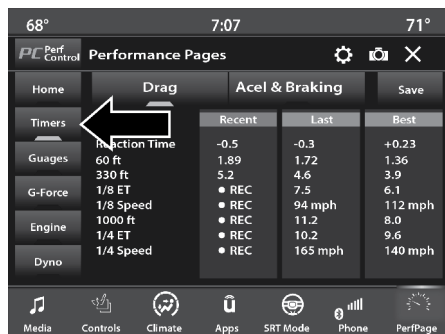 68° 7:07 71°
PC Perf Control Performance Pages
Home Drag Acel & Braking Save
Timers Recent Last Best
Reaction Time -0.5 -0.3 +0.23
60 ft 1.89 1.72 1.36
Guages 330 ft 5.2 4.6 3.9
1/8 ET ● REC 7.5 6.1
G-Force 1/8 Speed ● REC 94 mph 112 mph
1000 ft ● REC 11.2 8.0
Engine 1/4 ET ● REC 10.2 9.6
1/4 Speed ● REC 165 mph 140 mph
Dyno
Media Controls Climate Apps SRT Mode Phone PerfPage